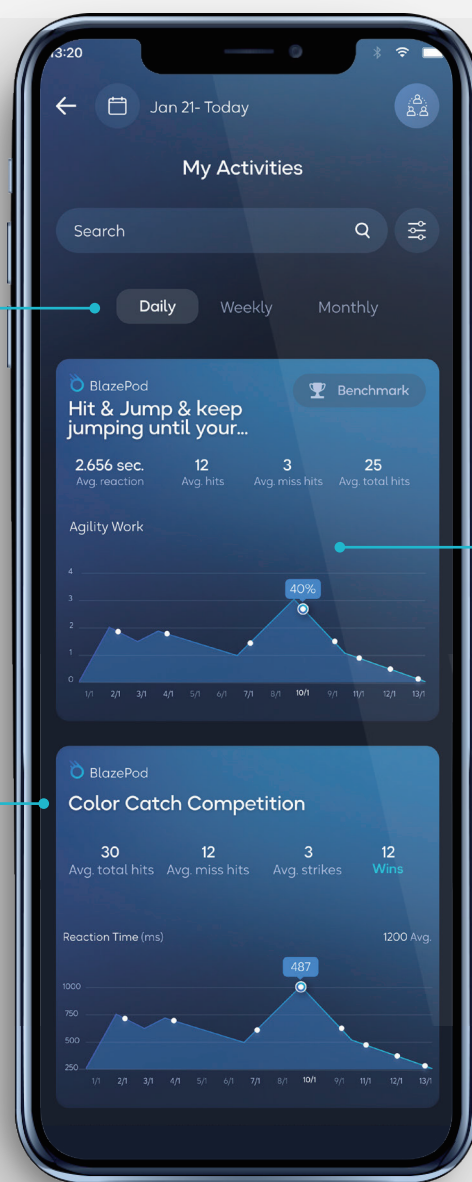 13:20
Jan 21- Today
My Activities
Search
Daily Weekly Monthly
BlazePod
Benchmark
Hit & Jump & keep
jumping until your...
2.656 sec. 12 3 25
Avg. reaction Avg. hits Avg. miss hits Avg. total hits
Agility Work
4
40%
3
2
1
0
1/1 2/1 3/1 4/1 5/1 6/1 7/1 8/1 10/1 9/1 11/1 12/1 13/1
BlazePod
Color Catch Competition
30 12 3 12
Avg. total hits Avg. miss hits Avg. strikes Wins
Reaction Time (ms) 1200 Avg.
487
1000
750
500
250
1/1 2/1 3/1 4/1 5/1 6/1 7/1 8/1 10/1 9/1 11/1 12/1 13/1